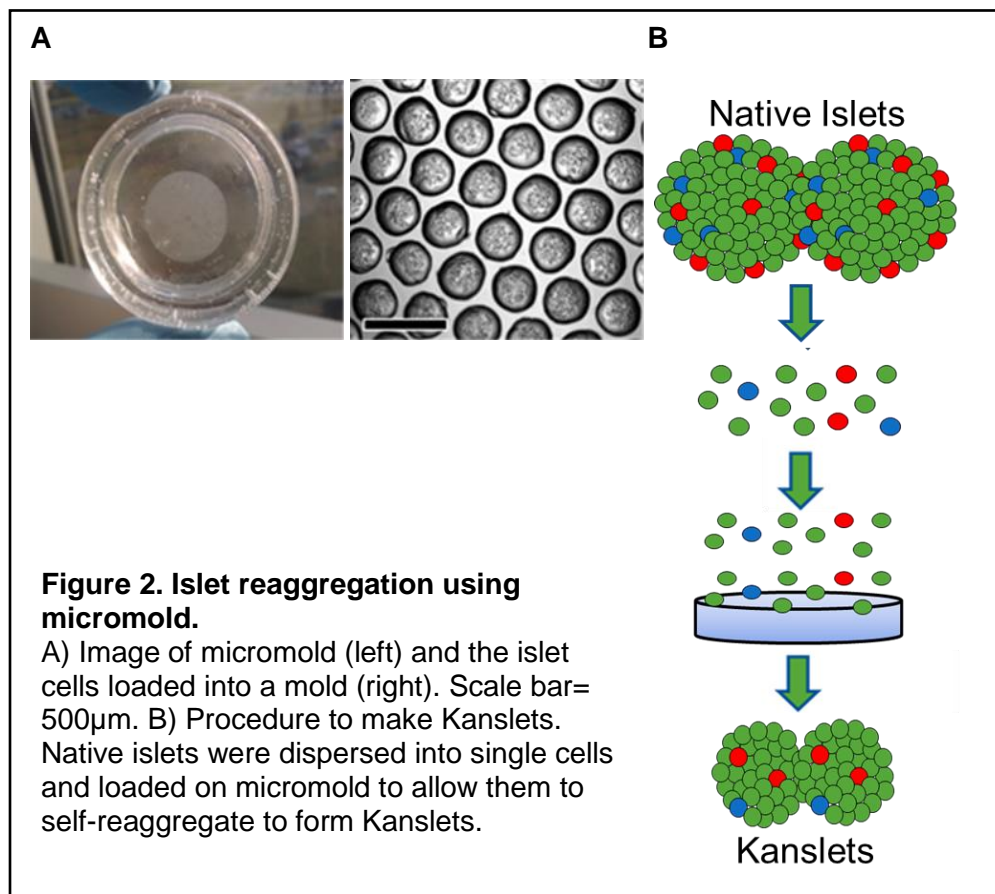 A
B
Native Islets
Figure 2. Islet reaggregation using
micromold.
A) Image of micromold (left) and the islet
cells loaded into a mold (right). Scale bar=
500µm. B) Procedure to make Kanslets.
Native islets were dispersed into single cells
and loaded on micromold to allow them to
self-reaggregate to form Kanslets.
Kanslets